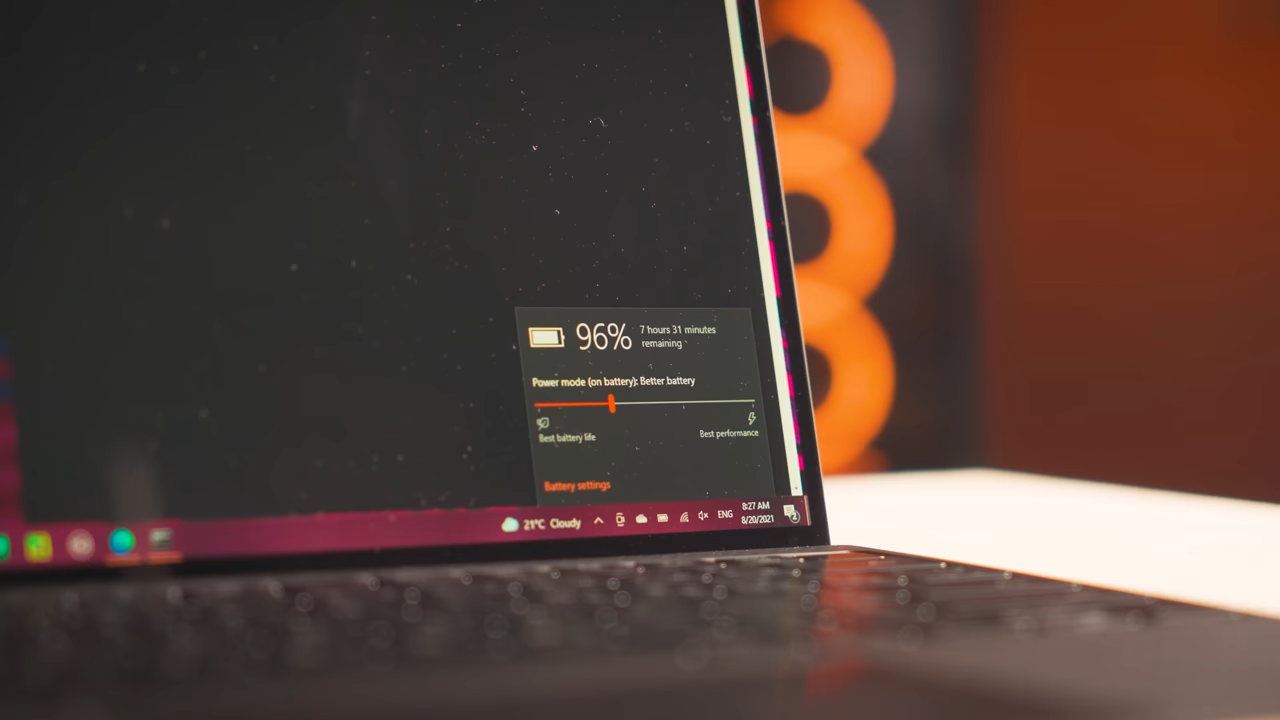 96%
7 hours 31 minutes
remaining
Power mode (on battery): Better battery
Best battery life
Best performance
Battery settings
21°C Cloudy
ENG
8:27 AM
8/20/2021
2